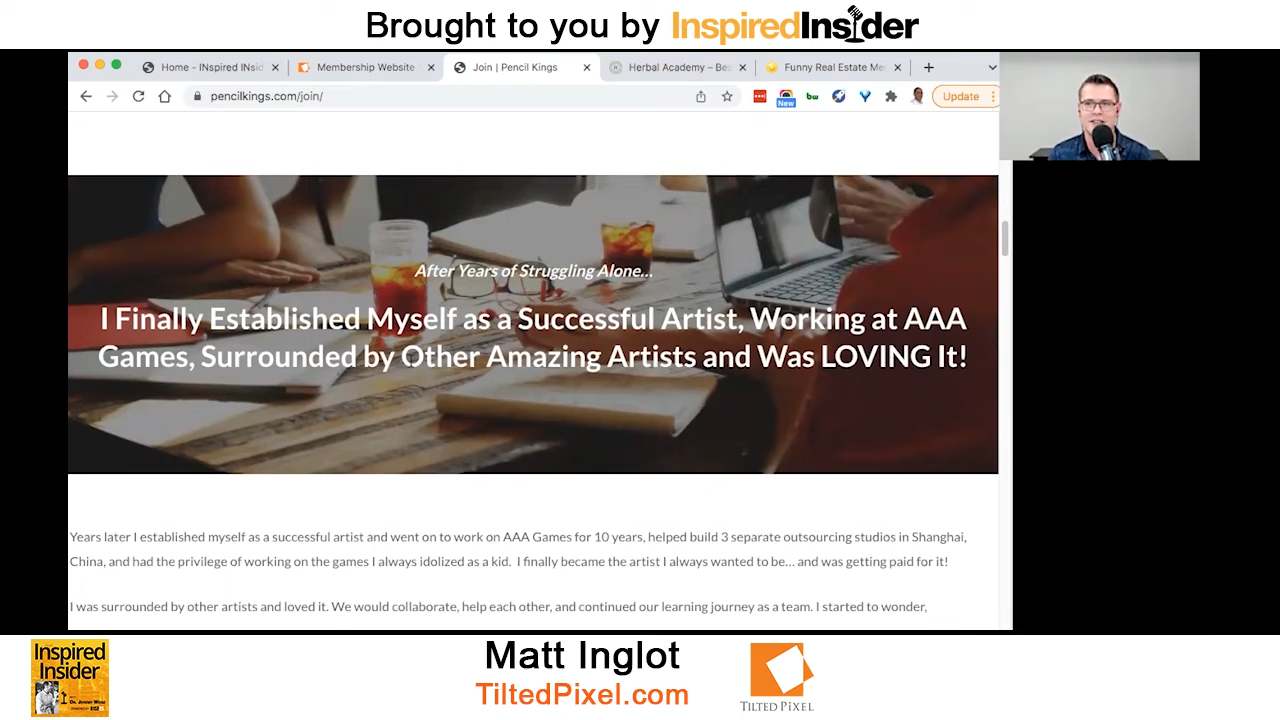 Brought to you by InspiredInsider
Home - INspired INsid
Membership Website
Join | Pencil Kings
Herbal Academy – Bes
Funny Real Estate Me
pencilkings.com/join/
New
bw
Update
After Years of Struggling Alone...
I Finally Established Myself as a Successful Artist, Working at AAA
Games, Surrounded by Other Amazing Artists and Was LOVING It!
Years later I established myself as a successful artist and went on to work on AAA Games for 10 years, helped build 3 separate outsourcing studios in Shanghai,
China, and had the privilege of working on the games I always idolized as a kid. I finally became the artist I always wanted to be... and was getting paid for it!
I was surrounded by other artists and loved it. We would collaborate, help each other, and continued our learning journey as a team. I started to wonder,
Inspired
Insider
Matt Inglot
TiltedPixel.com
TILTED PIXEL